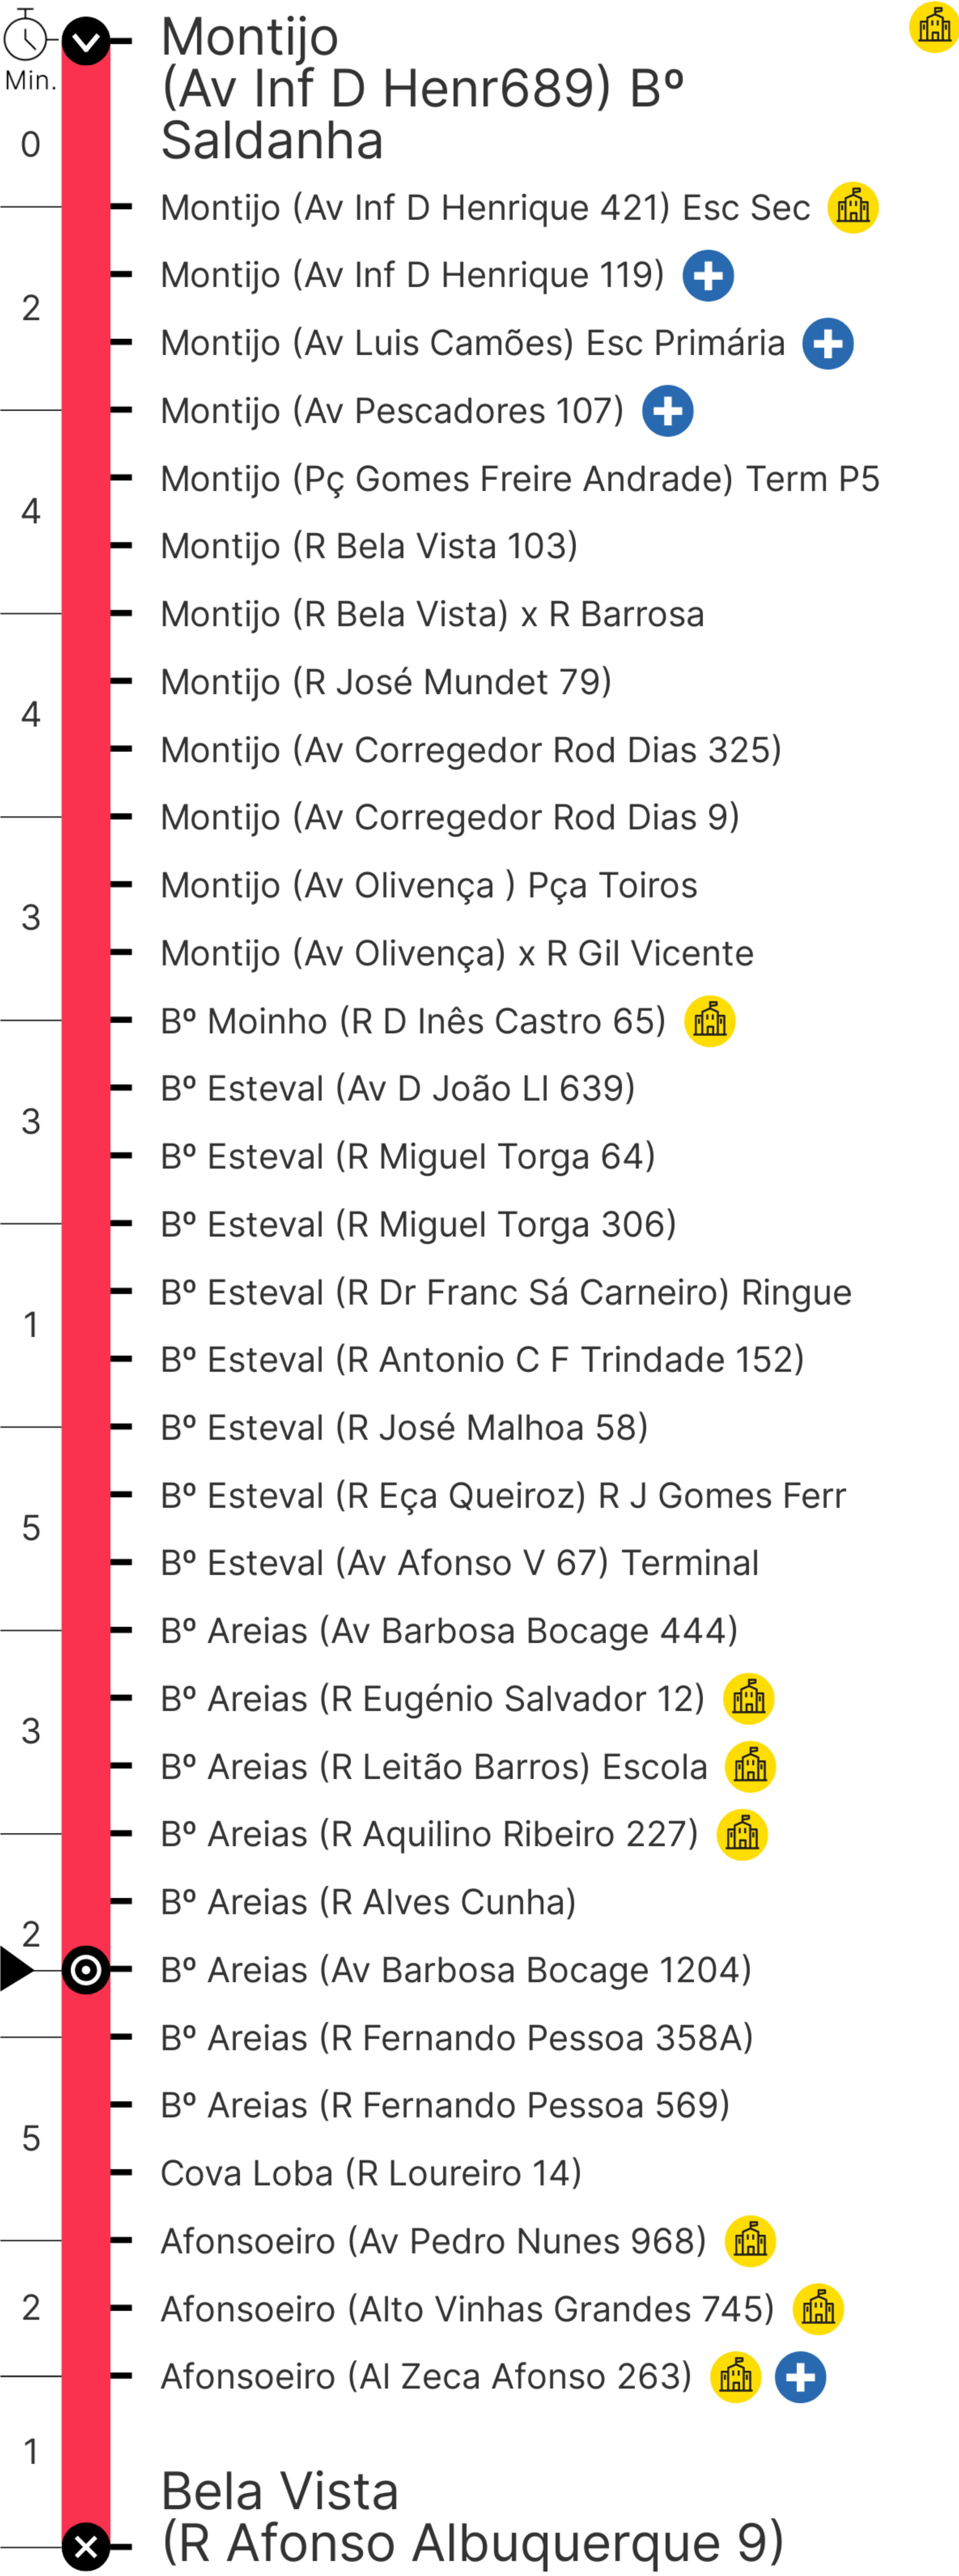 Montijo
Min.
(Av Inf D Henr689) Bº
0
Saldanha
Montijo (Av Inf D Henrique 421) Esc Sec
Montijo (Av Inf D Henrique 119)
2
Montijo (Av Luis Camões) Esc Primária
Montijo (Av Pescadores 107)
Montijo (Pç Gomes Freire Andrade) Term P5
4
Montijo (R Bela Vista 103)
Montijo (R Bela Vista) x R Barrosa
Montijo (R José Mundet 79)
4
Montijo (Av Corregedor Rod Dias 325)
Montijo (Av Corregedor Rod Dias 9)
Montijo (Av Olivença ) Pça Toiros
3
Montijo (Av Olivença) x R Gil Vicente
Bº Moinho (R D Inês Castro 65)
Bº Esteval (Av D João Ll 639)
3
Bº Esteval (R Miguel Torga 64)
Bº Esteval (R Miguel Torga 306)
Bº Esteval (R Dr Franc Sá Carneiro) Ringue
1
Bº Esteval (R Antonio C F Trindade 152)
Bº Esteval (R José Malhoa 58)
Bº Esteval (R Eça Queiroz) R J Gomes Ferr
5
Bº Esteval (Av Afonso V 67) Terminal
Bº Areias (Av Barbosa Bocage 444)
Bº Areias (R Eugénio Salvador 12)
3
Bº Areias (R Leitão Barros) Escola
Bº Areias (R Aquilino Ribeiro 227)
Bº Areias (R Alves Cunha)
2
Bº Areias (Av Barbosa Bocage 1204)
Bº Areias (R Fernando Pessoa 358A)
Bº Areias (R Fernando Pessoa 569)
5
Cova Loba (R Loureiro 14)
Afonsoeiro (Av Pedro Nunes 968)
2
Afonsoeiro (Alto Vinhas Grandes 745)
Afonsoeiro (Al Zeca Afonso 263)
1
Bela Vista
(R Afonso Albuquerque 9)